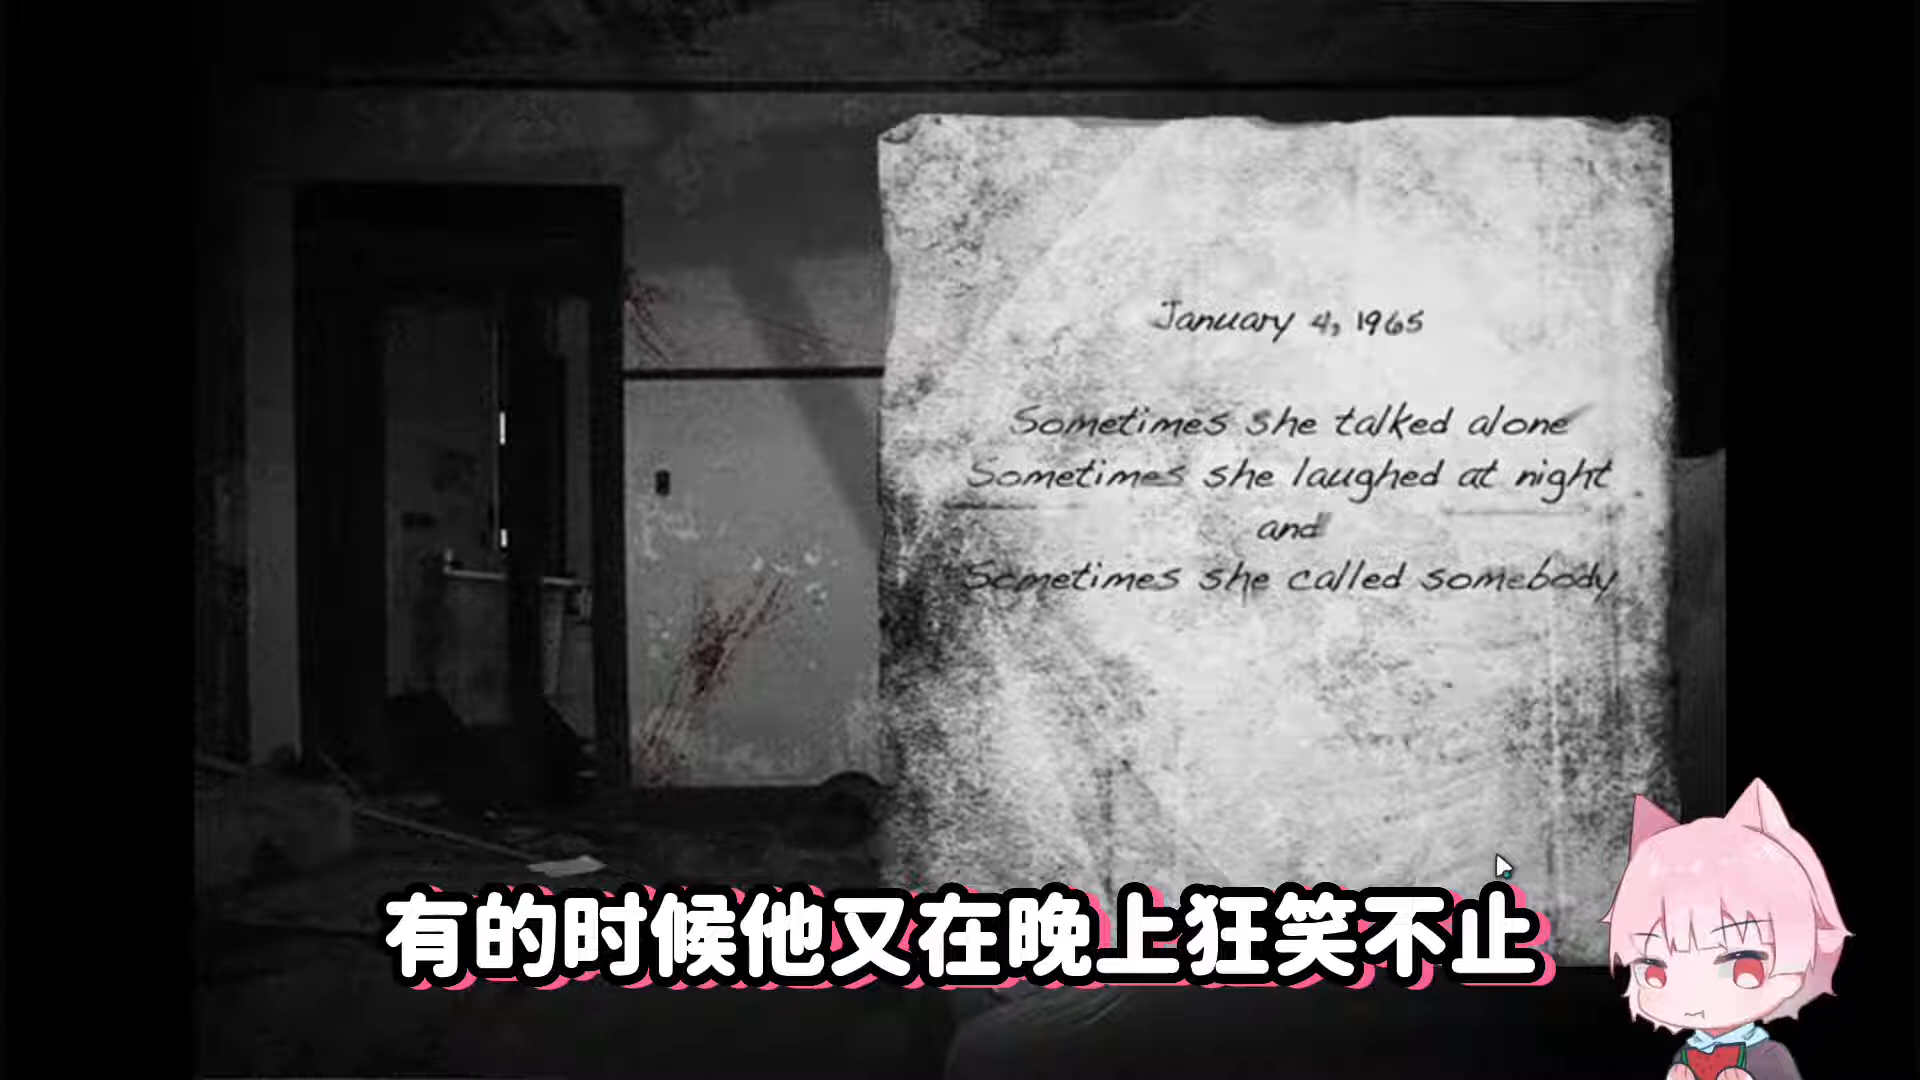 January 4, 1965
Sometimes she talked alone
Sometimes she laughed at night
and
Sometimes she called somebody
有的时候他又在晚上狂笑不止